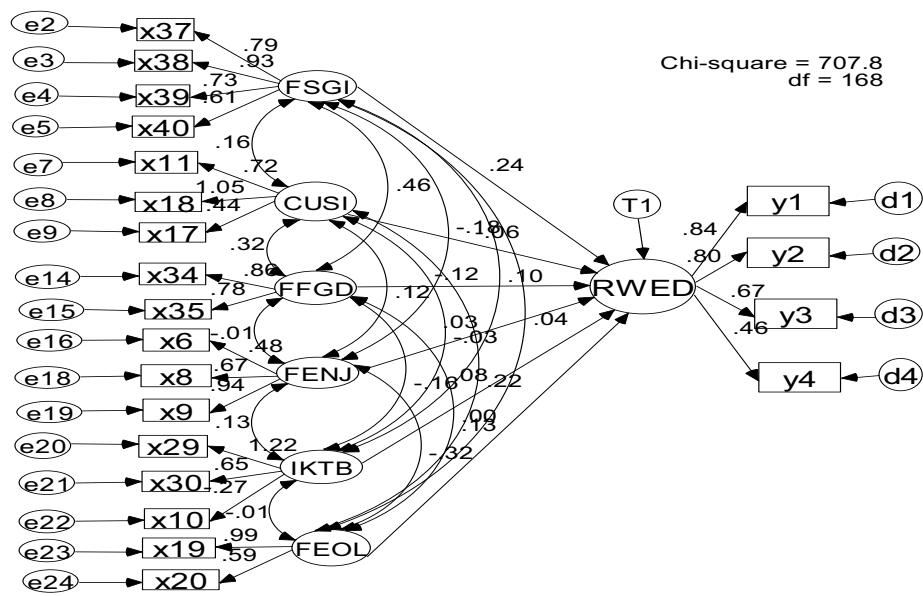 e2 x37
.79
e3 x38
.93
Chi-square = 707.8
df = 168
e4 x39
.73
FSGI
e5 x40
.61
.16
.24
e7 x11
.72
.46
e8 x18
1.05
CUSI
T1
y1 d1
.84
e9 x17
.44
-.18
.06
.80
y2 d2
.32
e14 x34
.86
-.12
.10
FFGD
RWED
e15 x35
.78
.12
.67
y3 d3
e16 x6
-.01
.48
.03
-.03
.04
.46
e18 x8
.67
FENJ
y4 d4
e19 x9
.94
-.16
.08
.22
.13
.00
.13
e20 x29
1.22
e21 x30
.65
IKTB
-.32
e22 x10
-.27
-.01
e23 x19
.99
FEOL
e24 x20
.59